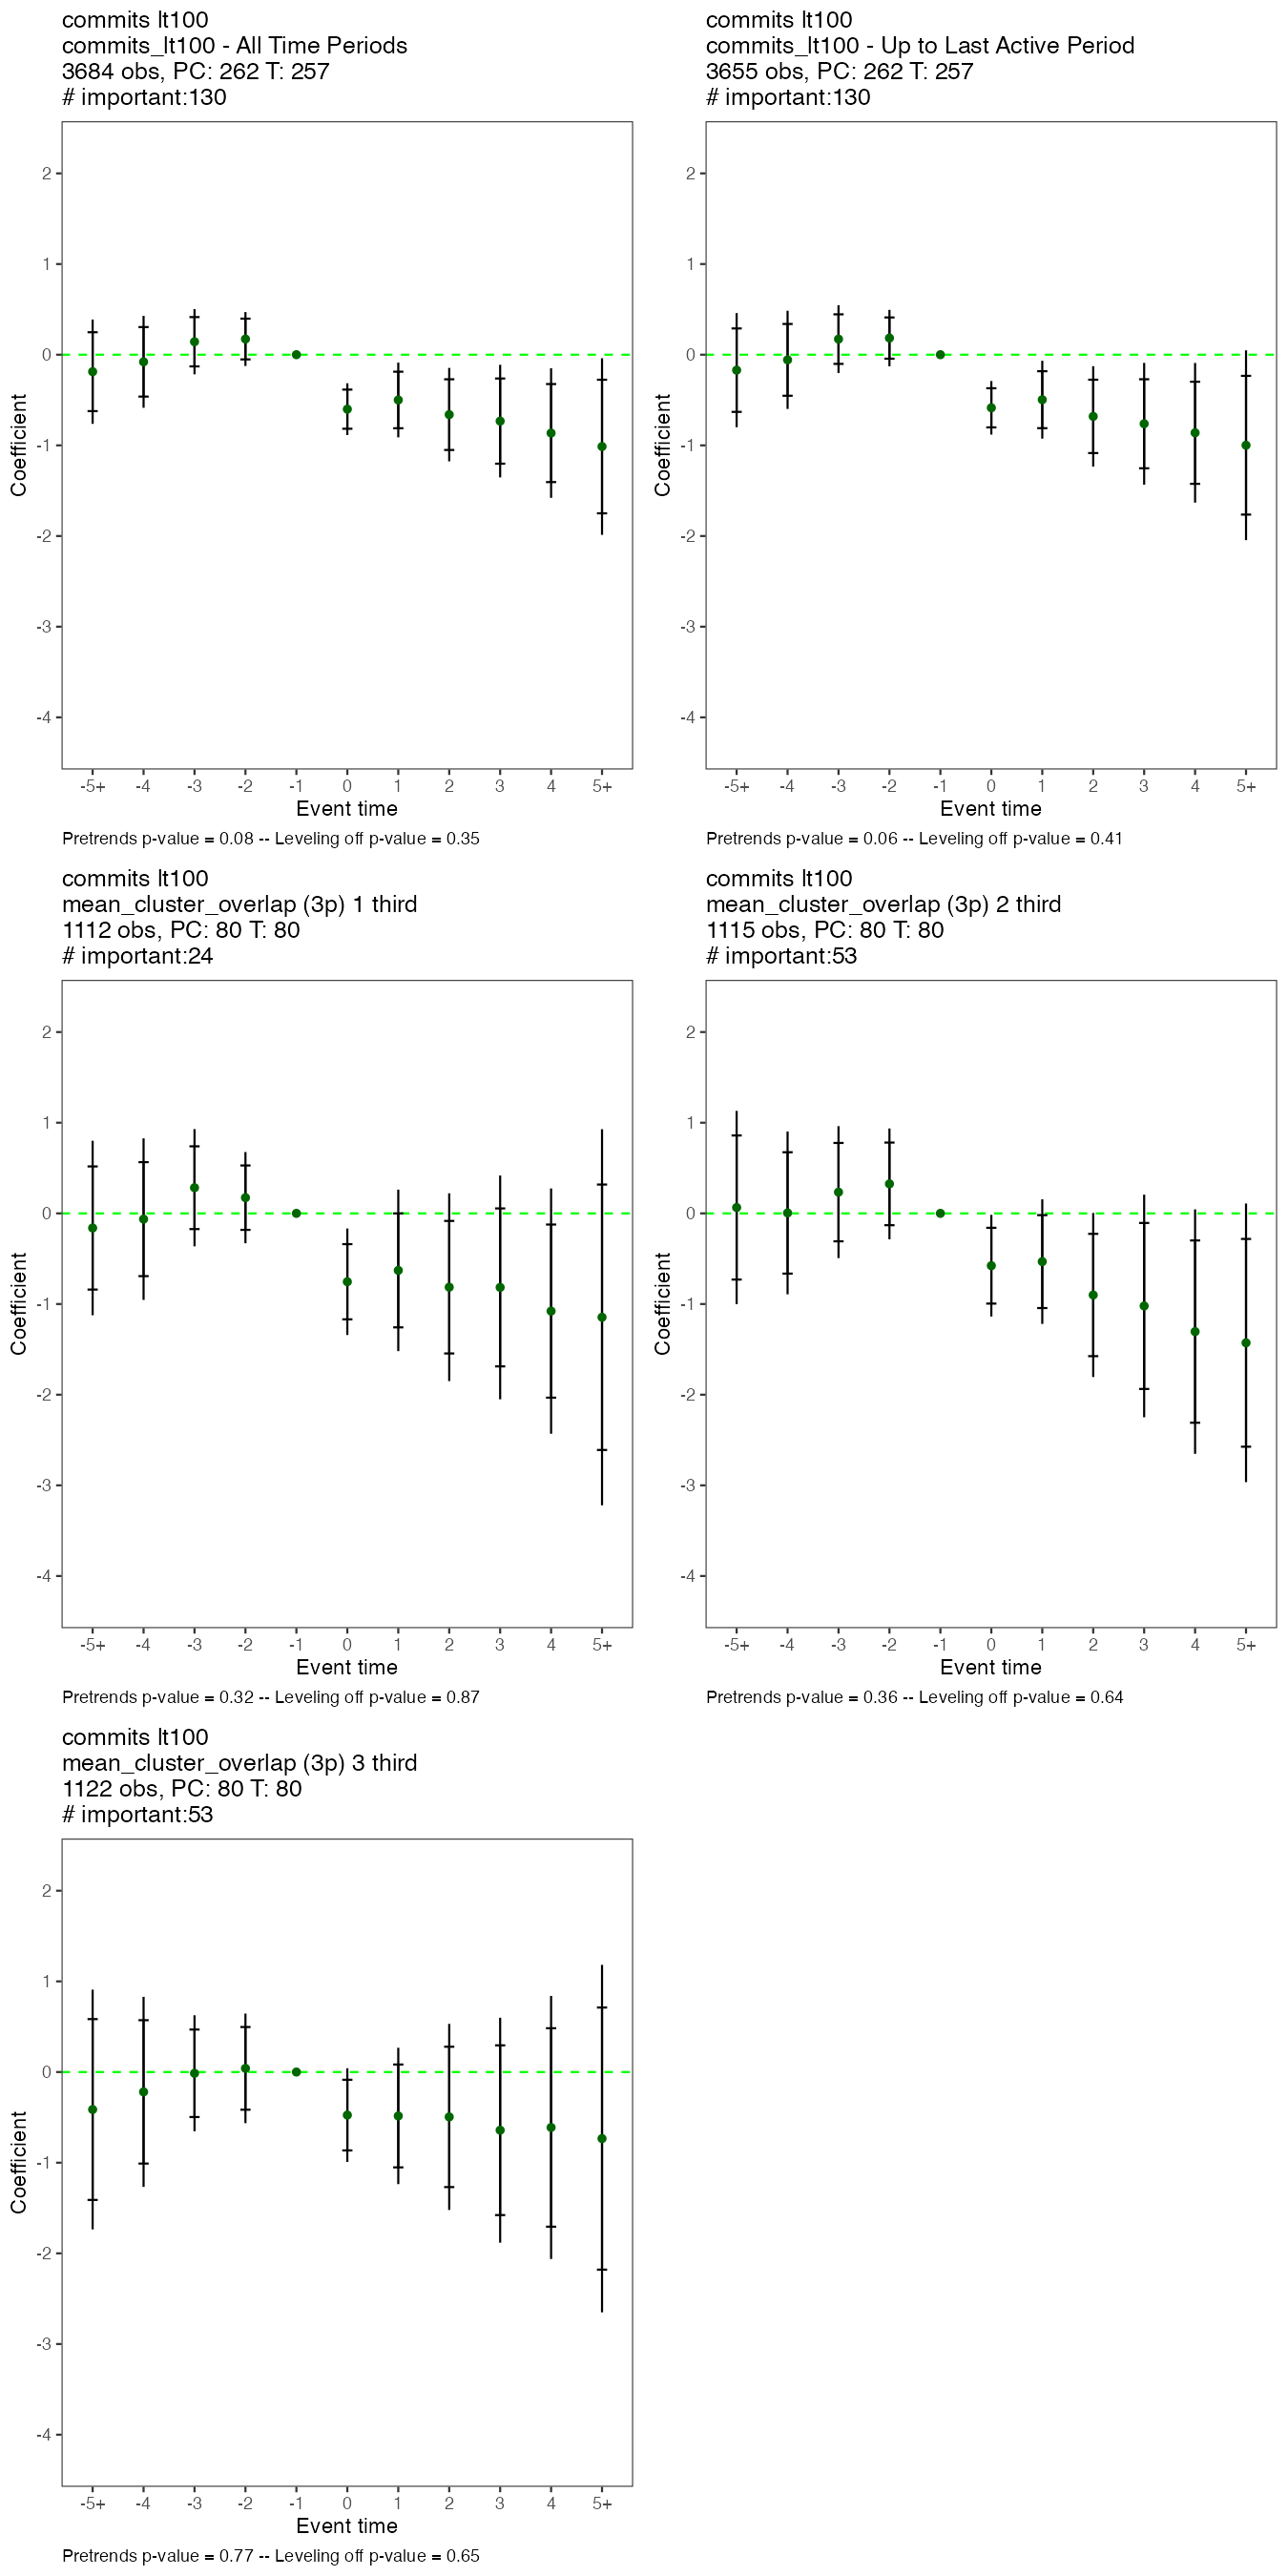 commits lt100
commits_lt100 - All Time Periods
3684 obs, PC: 262 T: 257
# important:130
2
1
0
-1
-2
-3
-4
Coefficient
-5+ -4 -3 -2 -1 0 1 2 3 4 5+
Event time
Pretrends p-value = 0.08 -- Leveling off p-value = 0.35
commits lt100
commits_lt100 - Up to Last Active Period
3655 obs, PC: 262 T: 257
# important:130
2
1
0
-1
-2
-3
-4
Coefficient
-5+ -4 -3 -2 -1 0 1 2 3 4 5+
Event time
Pretrends p-value = 0.06 -- Leveling off p-value = 0.41
commits lt100
mean_cluster_overlap (3p) 1 third
1112 obs, PC: 80 T: 80
# important:24
2
1
0
-1
-2
-3
-4
Coefficient
-5+ -4 -3 -2 -1 0 1 2 3 4 5+
Event time
Pretrends p-value = 0.32 -- Leveling off p-value = 0.87
commits lt100
mean_cluster_overlap (3p) 2 third
1115 obs, PC: 80 T: 80
# important:53
2
1
0
-1
-2
-3
-4
Coefficient
-5+ -4 -3 -2 -1 0 1 2 3 4 5+
Event time
Pretrends p-value = 0.36 -- Leveling off p-value = 0.64
commits lt100
mean_cluster_overlap (3p) 3 third
1122 obs, PC: 80 T: 80
# important:53
2
1
0
-1
-2
-3
-4
Coefficient
-5+ -4 -3 -2 -1 0 1 2 3 4 5+
Event time
Pretrends p-value = 0.77 -- Leveling off p-value = 0.65